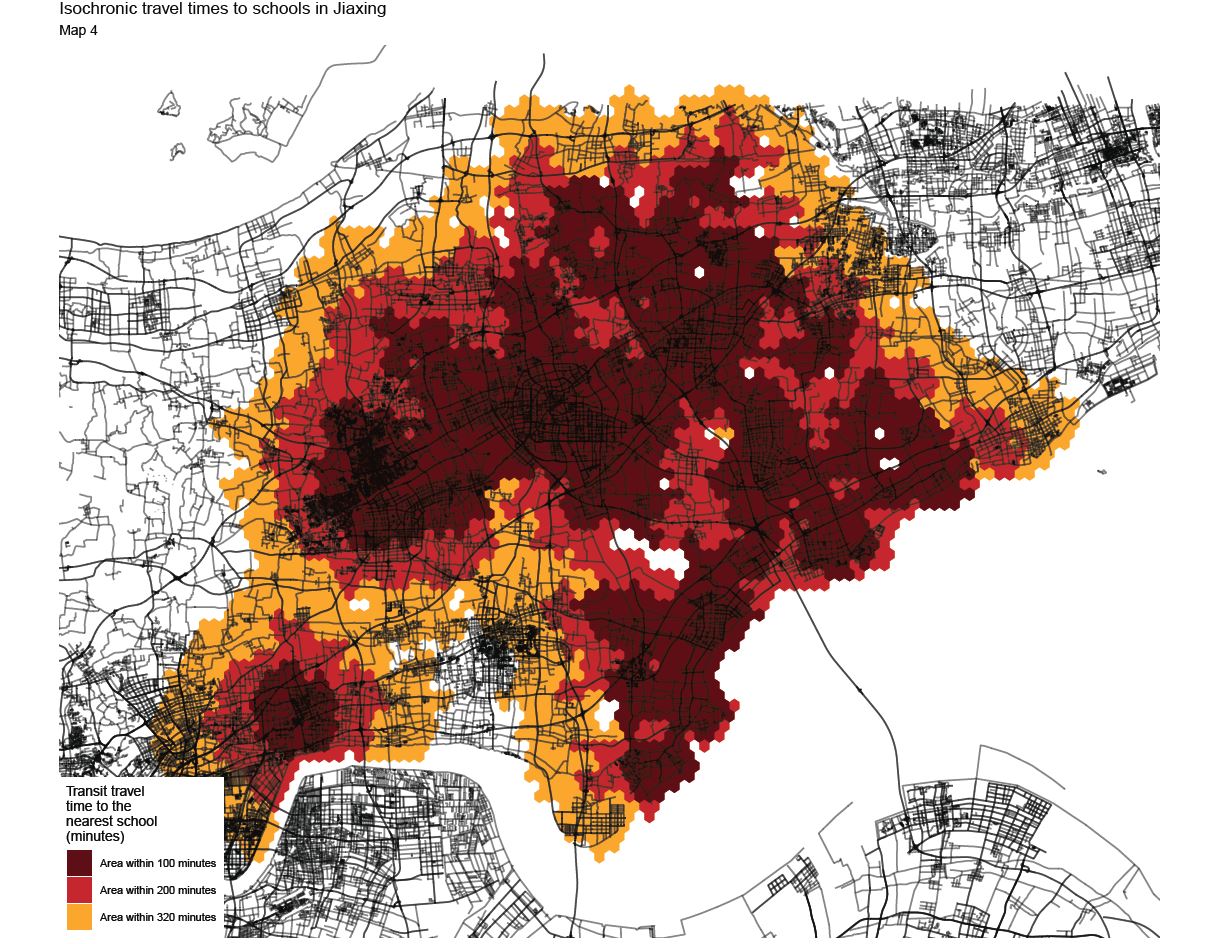 Isochronic travel times to schools in Jiaxing
Map 4
Transit travel
time to the
nearest school
(minutes)
Area within 100 minutes
Area within 200 minutes
Area within 320 minutes